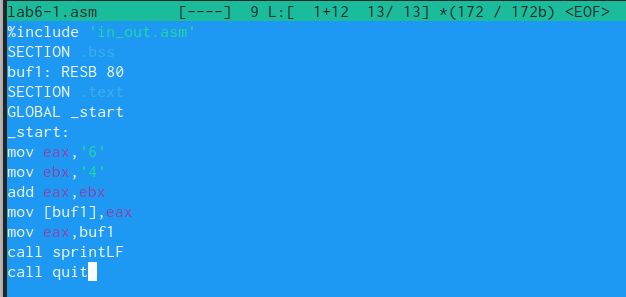 lab6-1.asm [----] 9 L:[ 1+12 13/ 13] *(172 / 172b) <EOF>
%include 'in_out.asm'
SECTION .bss
buf1: RESB 80
SECTION .text
GLOBAL _start
_start:
mov eax,'6'
mov ebx,'4'
add eax,ebx
mov [buf1],eax
mov eax,buf1
call sprintLF
call quit